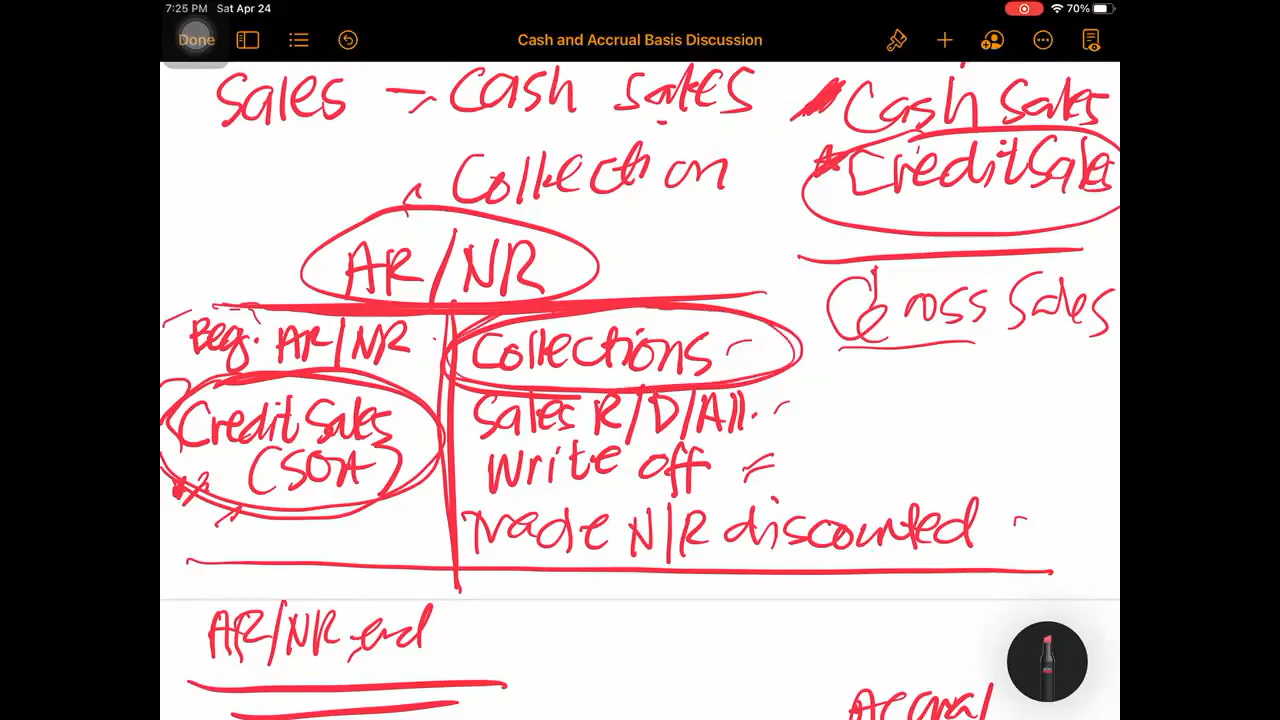 7:25 PM Sat Apr 24
70%
Done
Cash and Accrual Basis Discussion
Sales → Cash sales
Collection
Cash Sales
Credit Sales
Gross Sales
AR/NR
Beg. AR/NR
Credit Sales
(SOA)
Collections
Sales R/D/All.
Write off
Trade N/R discounted
AR/NR end
Accrual